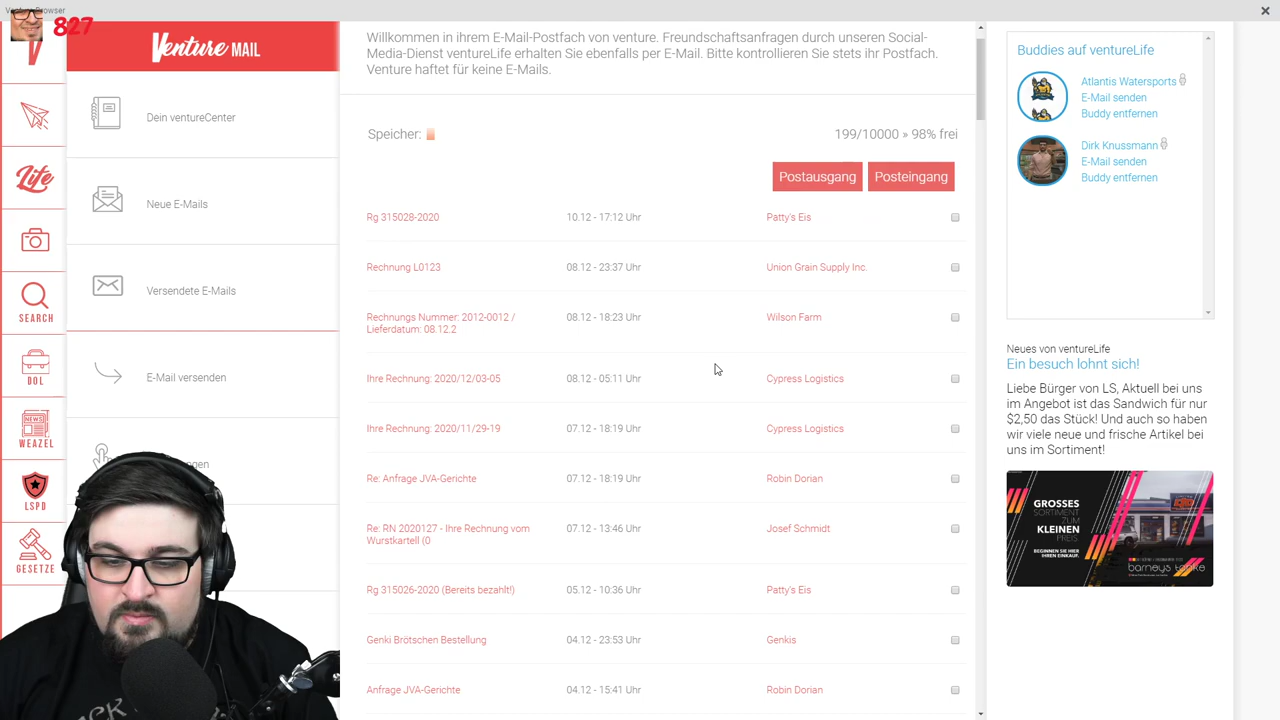 827
Venture MAIL
Willkommen in ihrem E-Mail-Postfach von venture. Freundschaftsanfragen durch unseren Social-
Media-Dienst ventureLife erhalten Sie ebenfalls per E-Mail. Bitte kontrollieren Sie stets ihr Postfach.
Venture haftet für keine E-Mails.
Speicher:
199/10000 » 98% frei
Postausgang Posteingang
Dein ventureCenter
Neue E-Mails
Versendete E-Mails
E-Mail versenden
Life
SEARCH
DOL
NEWS
WEAZEL
LSPD
GESETZE
Rg 315028-2020 10.12 - 17:12 Uhr Patty's Eis
Rechnung L0123 08.12 - 23:37 Uhr Union Grain Supply Inc.
Rechnungs Nummer: 2012-0012 / 08.12 - 18:23 Uhr Wilson Farm
Lieferdatum: 08.12.2
Ihre Rechnung: 2020/12/03-05 08.12 - 05:11 Uhr Cypress Logistics
Ihre Rechnung: 2020/11/29-19 07.12 - 18:19 Uhr Cypress Logistics
Re: Anfrage JVA-Gerichte 07.12 - 18:19 Uhr Robin Dorian
Re: RN 2020127 - Ihre Rechnung vom 07.12 - 13:46 Uhr Josef Schmidt
Wurstkartell (0
Rg 315026-2020 (Bereits bezahlt!) 05.12 - 10:36 Uhr Patty's Eis
Genki Brötschen Bestellung 04.12 - 23:53 Uhr Genkis
Anfrage JVA-Gerichte 04.12 - 15:41 Uhr Robin Dorian
Buddies auf ventureLife
Atlantis Watersports
E-Mail senden
Buddy entfernen
Dirk Knussmann
E-Mail senden
Buddy entfernen
Neues von ventureLife
Ein besuch lohnt sich!
Liebe Bürger von LS, Aktuell bei uns
im Angebot ist das Sandwich für nur
$2,50 das Stück! Und auch so haben
wir viele neue und frische Artikel bei
uns im Sortiment!
GROSSES
SORTIMENT
ZUM
KLEINEN
PREIS.
BEGINNEN SIE HIER
IHREN EINKAUF.